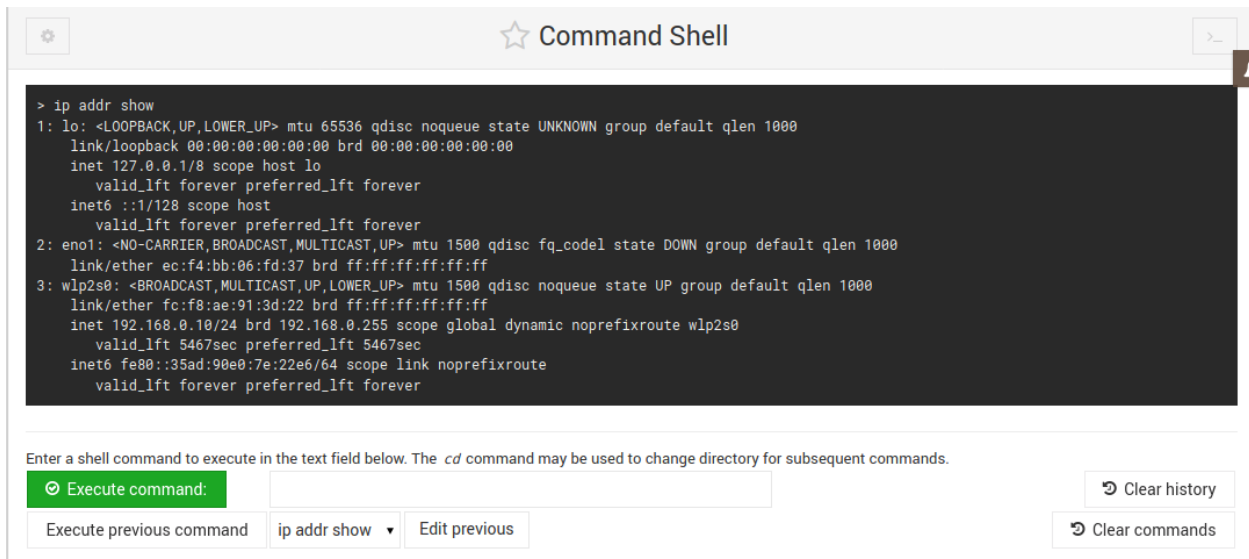 Command Shell
> ip addr show
1: lo: <LOOPBACK,UP,LOWER_UP> mtu 65536 qdisc noqueue state UNKNOWN group default qlen 1000
link/loopback 00:00:00:00:00:00 brd 00:00:00:00:00:00
inet 127.0.0.1/8 scope host lo
valid_lft forever preferred_lft forever
inet6 ::1/128 scope host
valid_lft forever preferred_lft forever
2: eno1: <NO-CARRIER,BROADCAST,MULTICAST,UP> mtu 1500 qdisc fq_codel state DOWN group default qlen 1000
link/ether ec:f4:bb:06:fd:37 brd ff:ff:ff:ff:ff:ff
3: wlp2s0: <BROADCAST,MULTICAST,UP,LOWER_UP> mtu 1500 qdisc noqueue state UP group default qlen 1000
link/ether fc:f8:ae:91:3d:22 brd ff:ff:ff:ff:ff:ff
inet 192.168.0.10/24 brd 192.168.0.255 scope global dynamic noprefixroute wlp2s0
valid_lft 5467sec preferred_lft 5467sec
inet6 fe80::35ad:90e0:7e:22e6/64 scope link noprefixroute
valid_lft forever preferred_lft forever
Enter a shell command to execute in the text field below. The cd command may be used to change directory for subsequent commands.
Execute command: Clear history
Execute previous command ip addr show Edit previous Clear commands